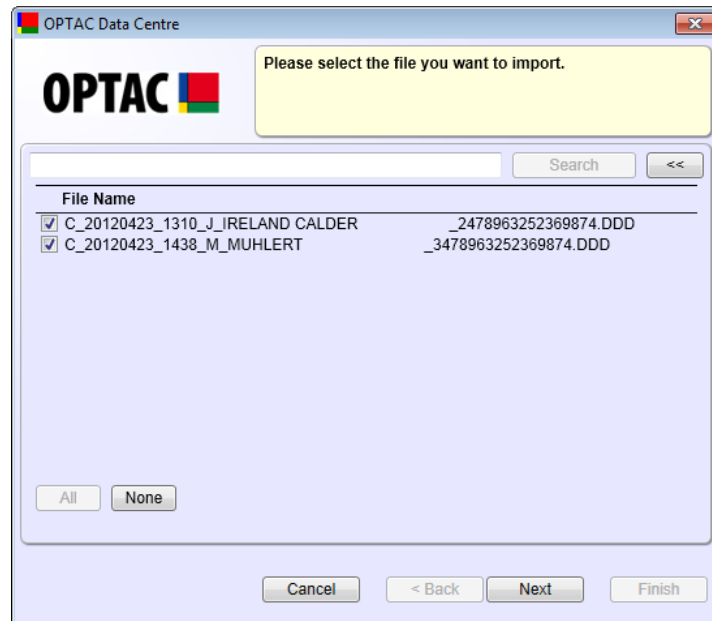 OPTAC Data Centre
OPTAC
Please select the file you want to import.
Search <<
File Name
C_20120423_1310_J_IRELAND CALDER _2478963252369874.DDD
C_20120423_1438_M_MUHLERT _3478963252369874.DDD
All None
Cancel < Back Next Finish